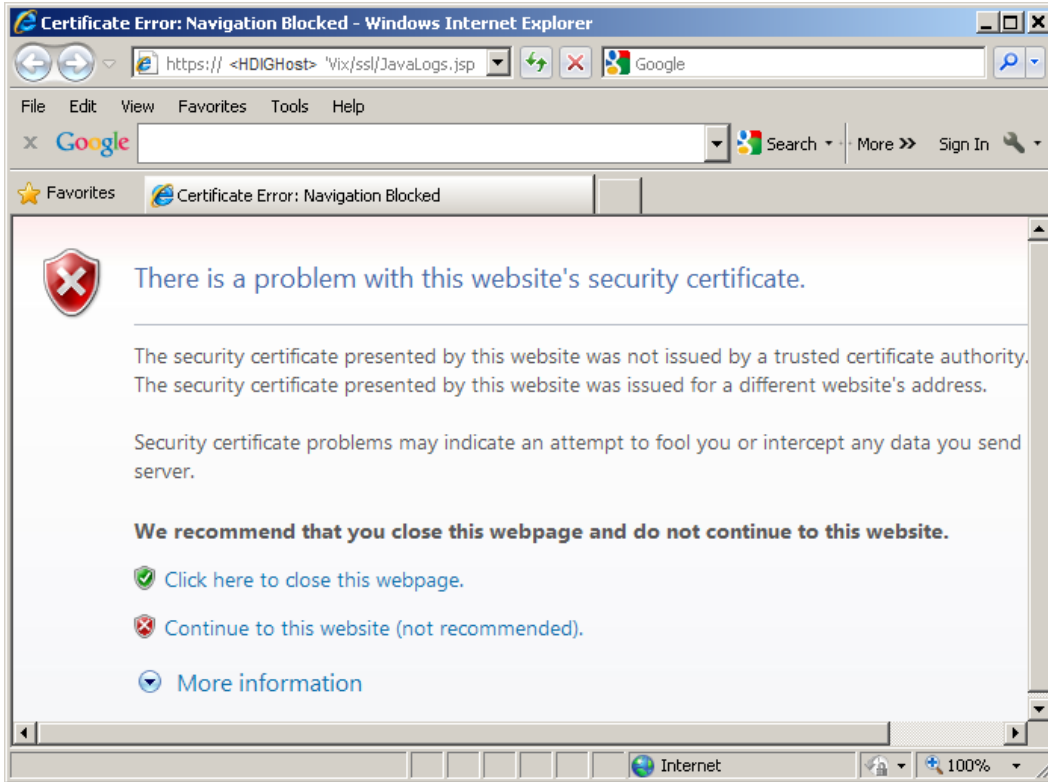 Certificate Error: Navigation Blocked - Windows Internet Explorer
https:// <HDIGHost> 'Vix/ssl/JavaLogs.jsp
Google
File Edit View Favorites Tools Help
x Google Search More >> Sign In
Favorites Certificate Error: Navigation Blocked
There is a problem with this website's security certificate.
The security certificate presented by this website was not issued by a trusted certificate authority.
The security certificate presented by this website was issued for a different website's address.
Security certificate problems may indicate an attempt to fool you or intercept any data you send
server.
We recommend that you close this webpage and do not continue to this website.
Click here to close this webpage.
Continue to this website (not recommended).
More information
Internet 100%